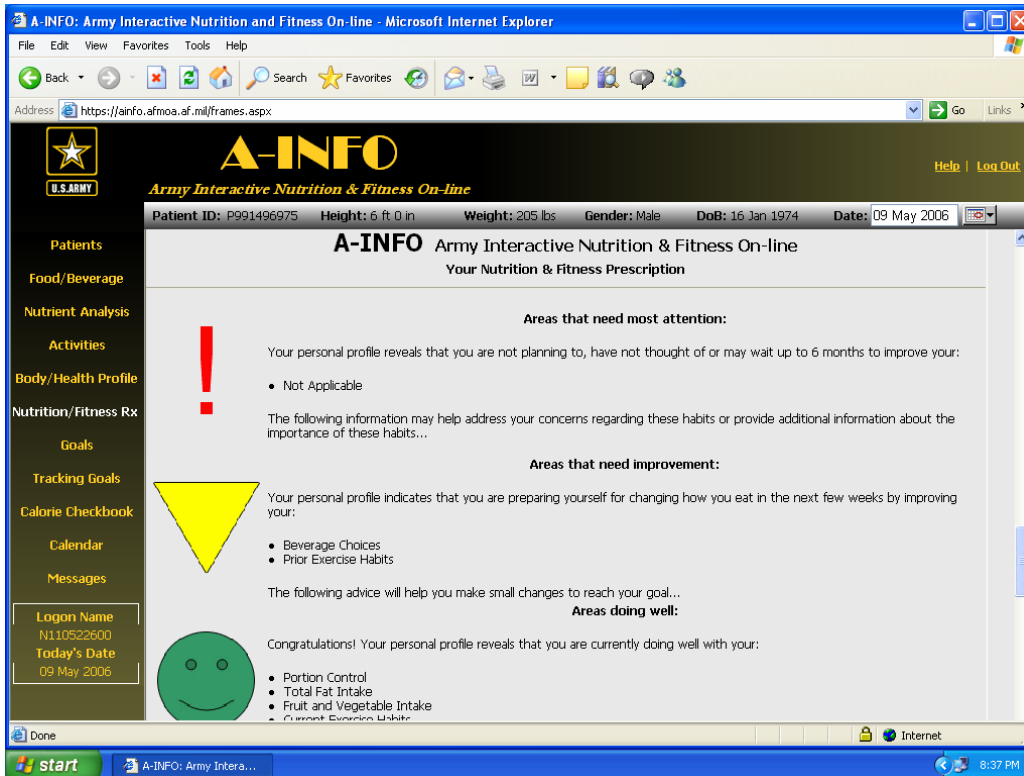 A-INFO: Army Interactive Nutrition and Fitness On-line - Microsoft Internet Explorer
File Edit View Favorites Tools Help
Back Search Favorites
Address https://ainfo.afmoa.af.mil/frames.aspx Go Links
U.S.ARMY
A-INFO
Army Interactive Nutrition & Fitness On-line
Help | Log Out
Patient ID: P991496975 Height: 6 ft 0 in Weight: 205 lbs Gender: Male DoB: 16 Jan 1974 Date: 09 May 2006
Patients
Food/Beverage
Nutrient Analysis
Activities
Body/Health Profile
Nutrition/Fitness Rx
Goals
Tracking Goals
Calorie Checkbook
Calendar
Messages
Logon Name
N110522600
Today's Date
09 May 2006
A-INFO Army Interactive Nutrition & Fitness On-line
Your Nutrition & Fitness Prescription
!
Areas that need most attention:
Your personal profile reveals that you are not planning to, have not thought of or may wait up to 6 months to improve your:
• Not Applicable
The following information may help address your concerns regarding these habits or provide additional information about the
importance of these habits...
Areas that need improvement:
Your personal profile indicates that you are preparing yourself for changing how you eat in the next few weeks by improving
your:
• Beverage Choices
• Prior Exercise Habits
The following advice will help you make small changes to reach your goal...
Areas doing well:
Congratulations! Your personal profile reveals that you are currently doing well with your:
• Portion Control
• Total Fat Intake
• Fruit and Vegetable Intake
• Current Exercise Habits
Done Internet
start A-INFO: Army Intera... 8:37 PM